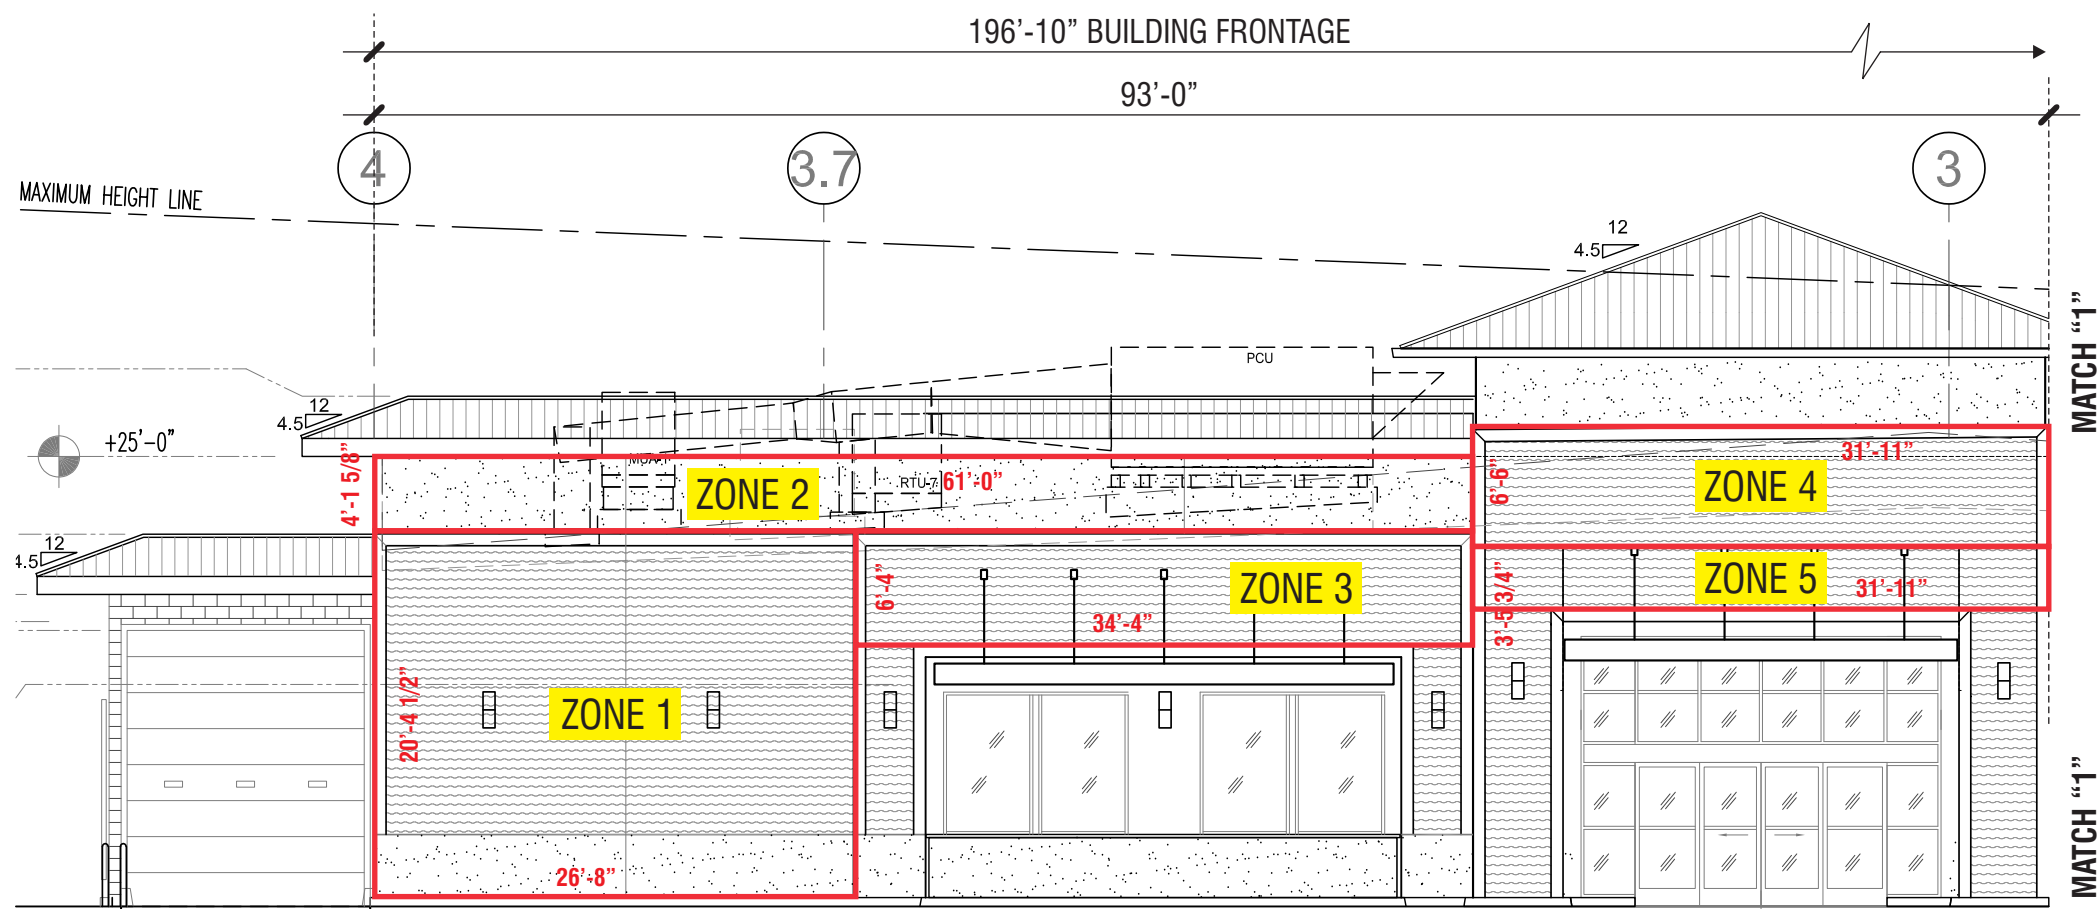 196’-10” BUILDING FRONTAGE
93’-0”
4
3.7
3
MAXIMUM HEIGHT LINE
12
4.5
MATCH “1”
PCU
12
4.5
+25’-0”
4’-1 5/8”
MUA-1
ZONE 2
RTU-7
61’-0”
6’-6”
31’-11”
ZONE 4
12
4.5
6’-4”
ZONE 3
34’-4”
3’-5 3/4”
ZONE 5
31’-11”
20’-4 1/2”
ZONE 1
26’-8”
MATCH “1”